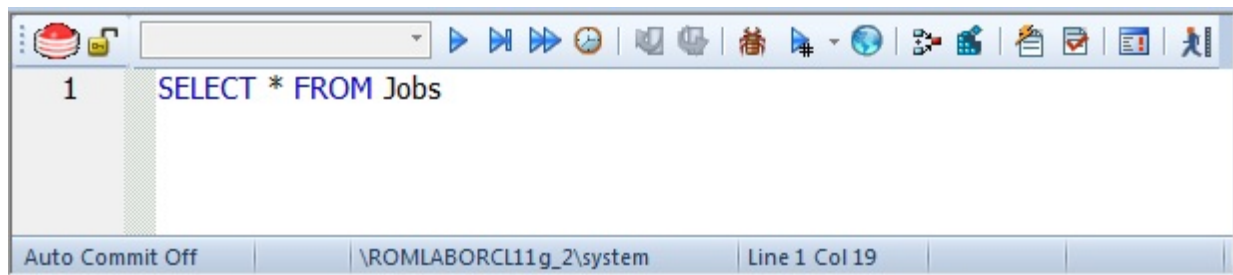 1 SELECT * FROM Jobs
Auto Commit Off \ROMLABORCL11g_2\system Line 1 Col 19